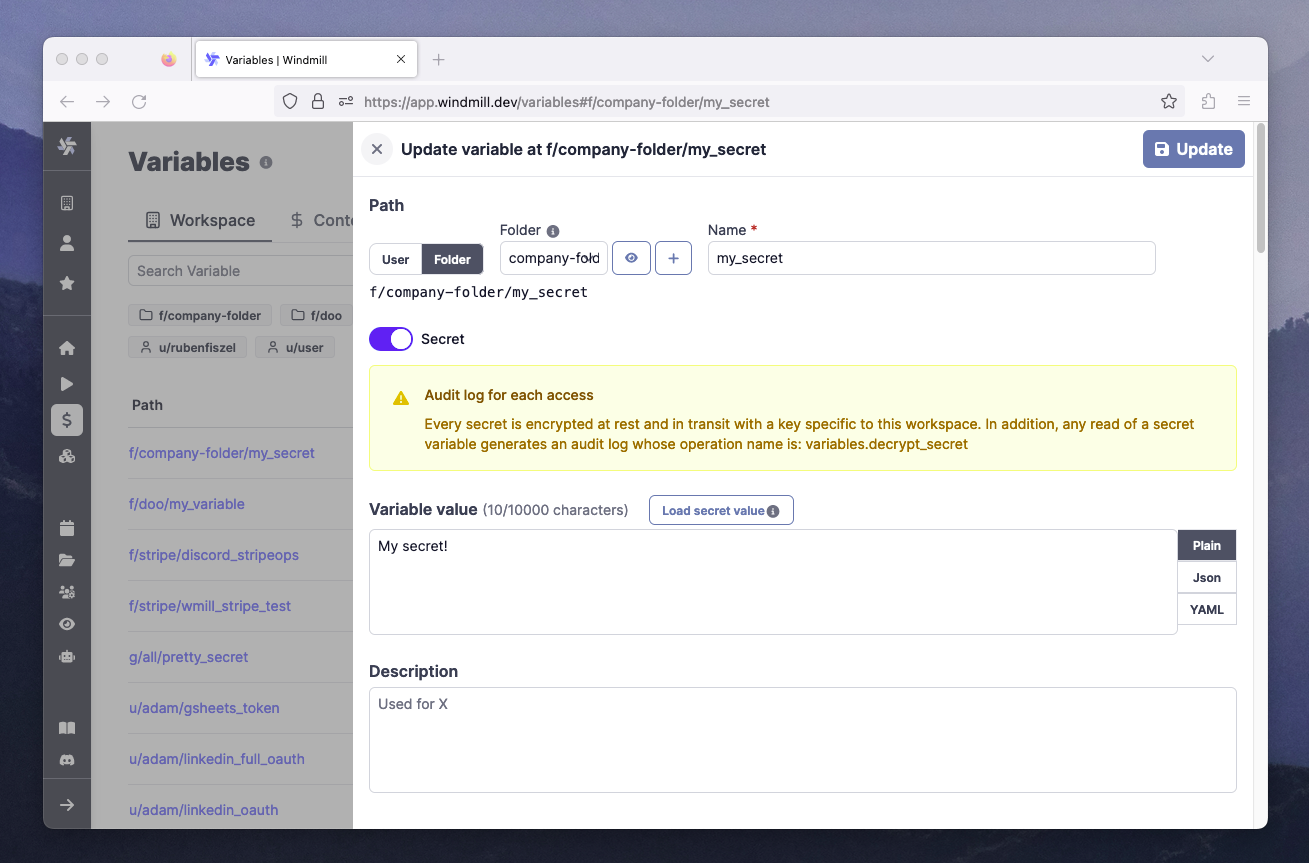 Variables | Windmill
https://app.windmill.dev/variables#f/company-folder/my_secret
Variables
Workspace
$ Conte
Search Variable
f/company-folder
f/doo
u/rubenfiszel
u/user
Path
f/company-folder/my_secret
f/doo/my_variable
f/stripe/discord_stripeops
f/stripe/wmill_stripe_test
g/all/pretty_secret
u/adam/gsheets_token
u/adam/linkedin_full_oauth
u/adam/linkedin_oauth
Update variable at f/company-folder/my_secret
Update
Path
Folder
Name *
User
Folder
company-fold
my_secret
f/company-folder/my_secret
Secret
Audit log for each access
Every secret is encrypted at rest and in transit with a key specific to this workspace. In addition, any read of a secret
variable generates an audit log whose operation name is: variables.decrypt_secret
Variable value (10/10000 characters)
Load secret value
My secret!
Plain
Json
YAML
Description
Used for X